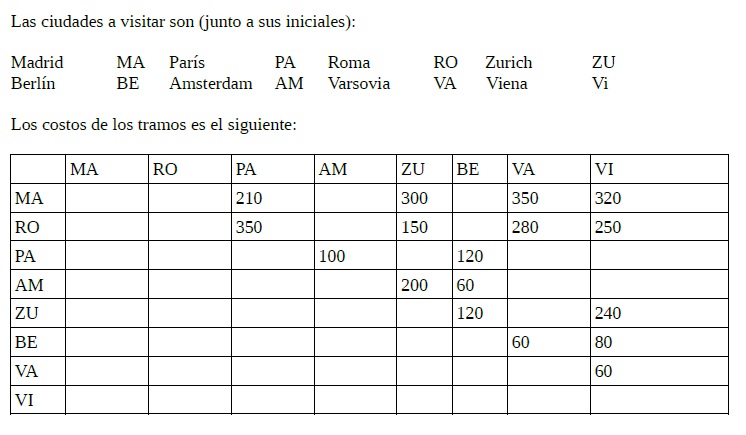 Las ciudades a visitar son (junto a sus iniciales):
Madrid MA París PA Roma RO Zurich ZU
Berlín BE Amsterdam AM Varsovia VA Viena Vi
Los costos de los tramos es el siguiente:
MA RO PA AM ZU BE VA VI
MA 210 300 350 320
RO 350 150 280 250
PA 100 120
AM 200 60
ZU 120 240
BE 60 80
VA 60
VI